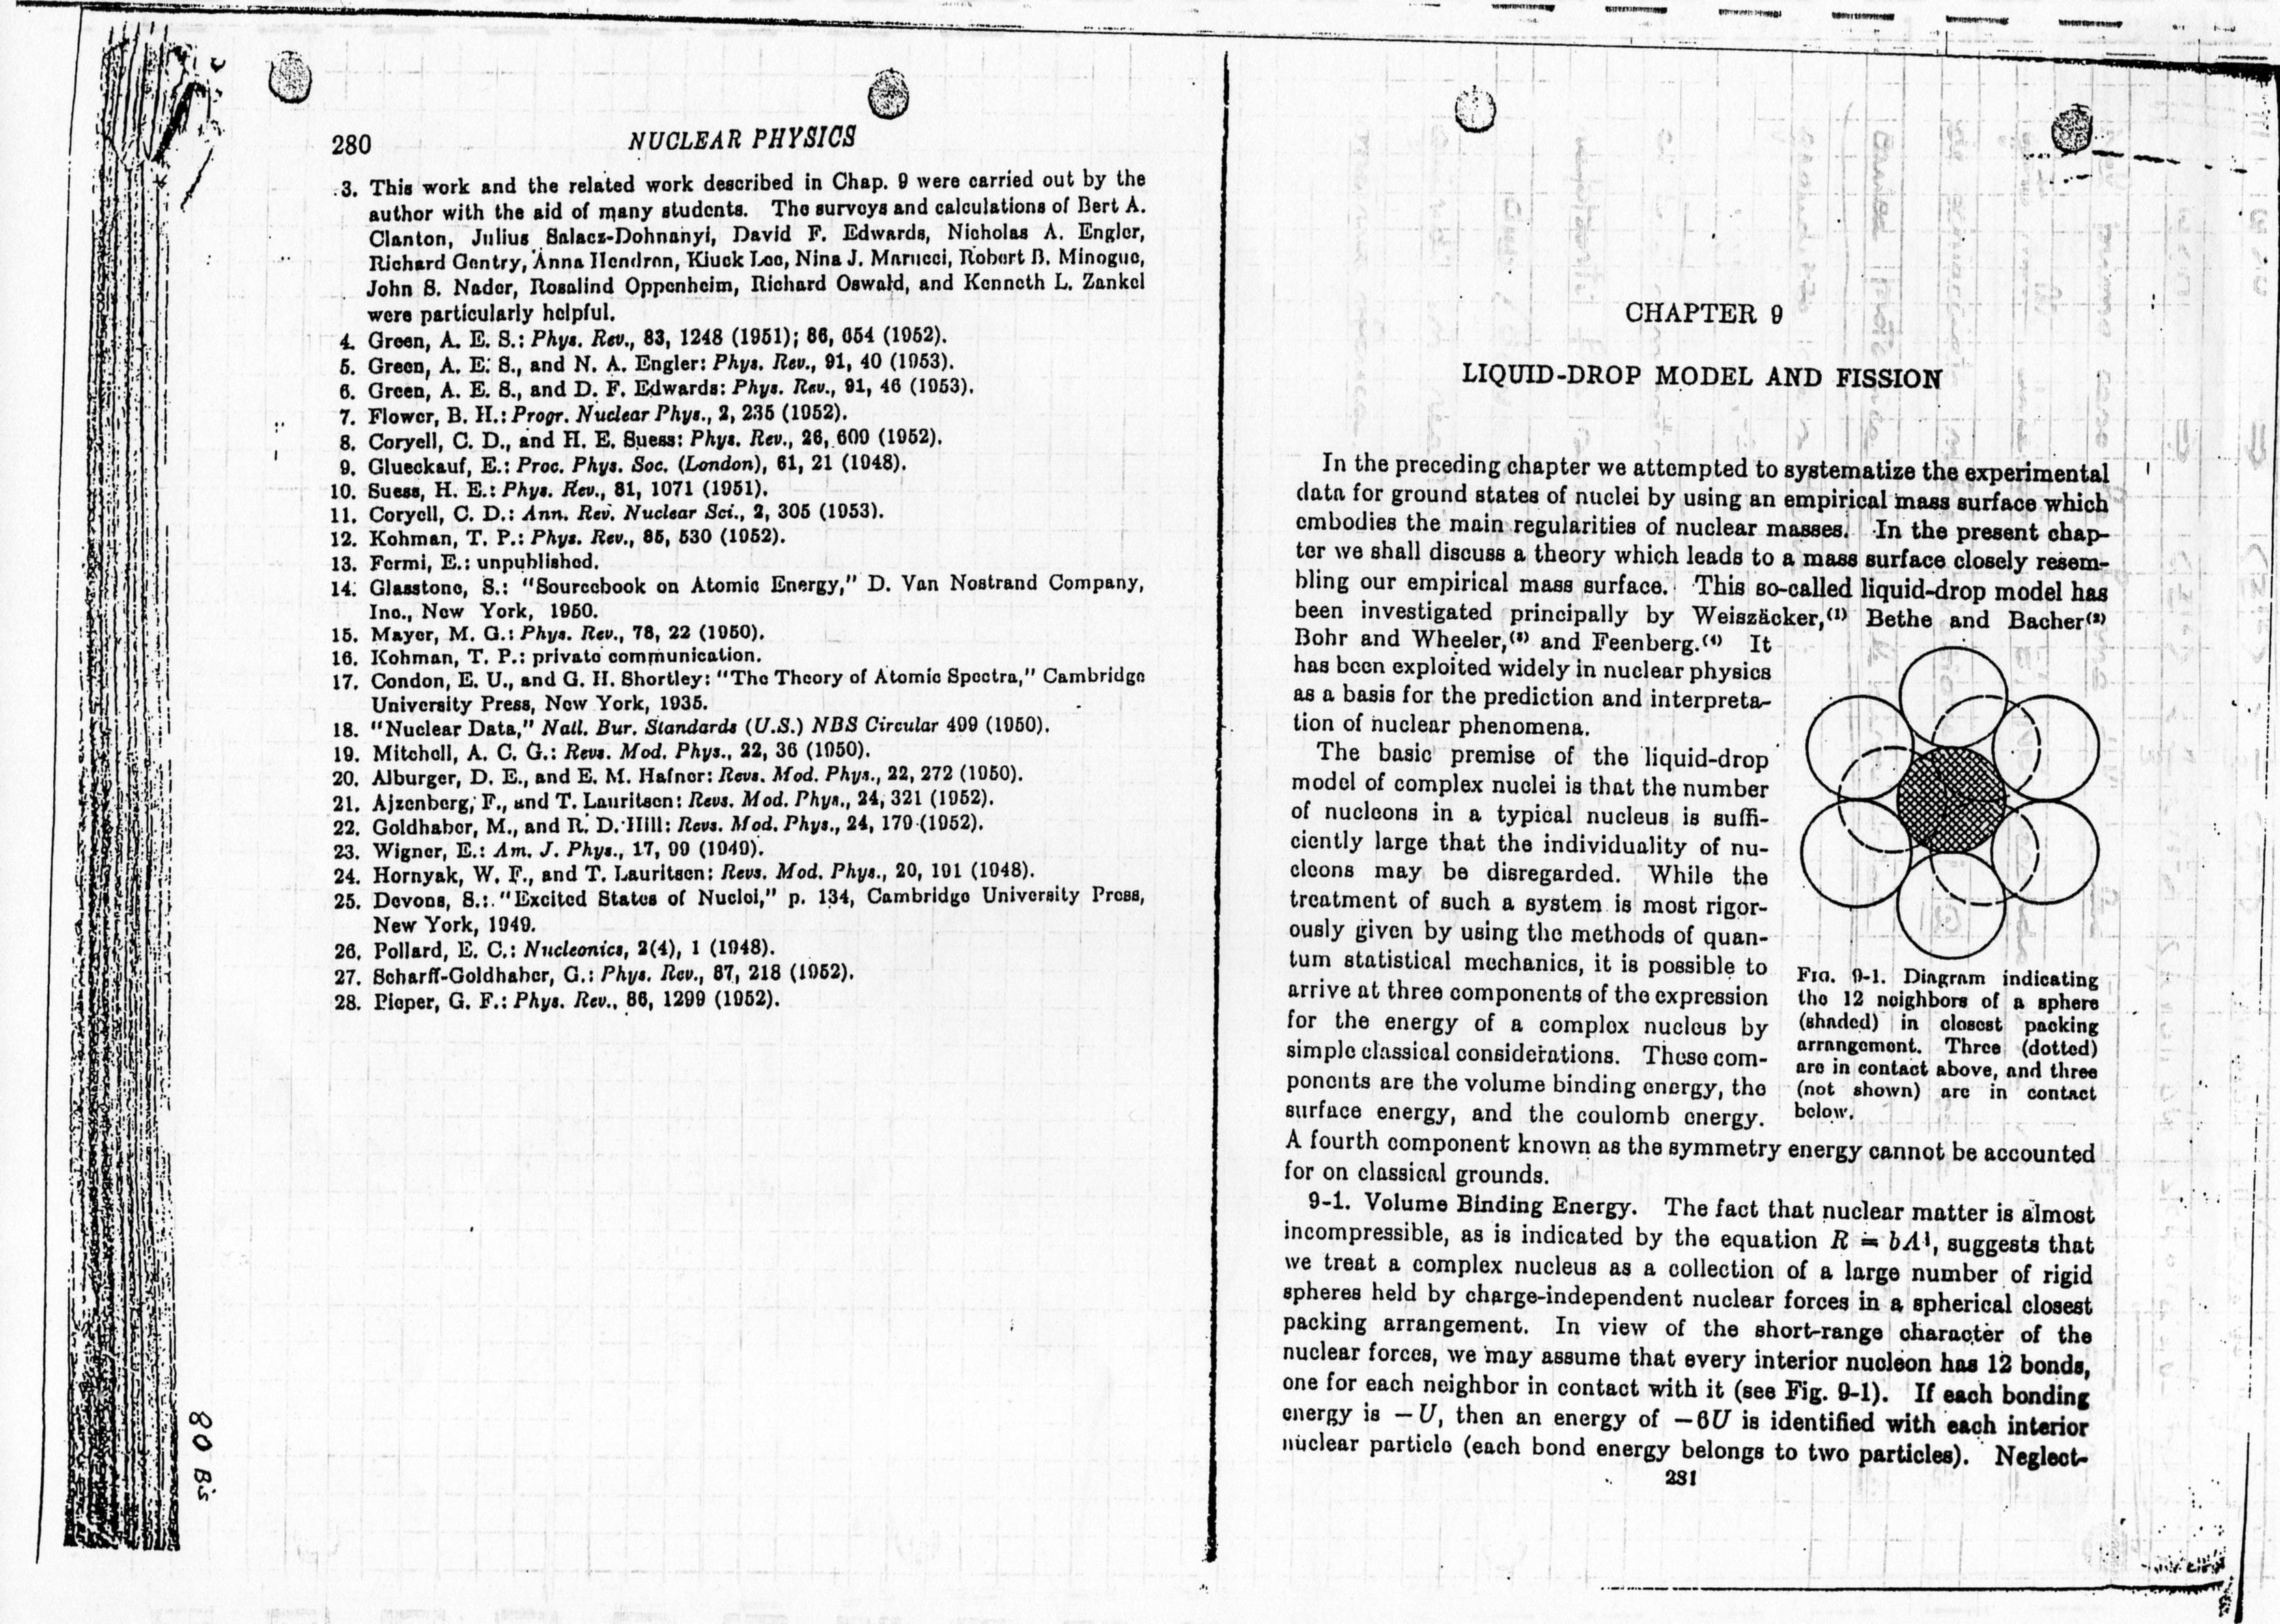 280
NUCLEAR PHYSICS
3. This work and the related work described in Chap. 9 were carried out by the
author with the aid of many students. The surveys and calculations of Bert A.
Clanton, Julius Salacz-Dohnanyi, David F. Edwards, Nicholas A. Engler,
Richard Gentry, Anna Hendren, Kiuck Lee, Nina J. Marucci, Robert B. Minogue,
John S. Nader, Rosalind Oppenheim, Richard Oswald, and Kenneth L. Zankel
were particularly helpful.
4. Green, A. E. S.: Phys. Rev., 83, 1248 (1951); 86, 654 (1952).
5. Green, A. E. S., and N. A. Engler: Phys. Rev., 91, 40 (1953).
6. Green, A. E. S., and D. F. Edwards: Phys. Rev., 91, 46 (1953).
7. Flower, B. H.: Progr. Nuclear Phys., 2, 235 (1952).
8. Coryell, C. D., and H. E. Suess: Phys. Rev., 26, 600 (1952).
9. Glueckauf, E.: Proc. Phys. Soc. (London), 61, 21 (1948).
10. Suess, H. E.: Phys. Rev., 81, 1071 (1951).
11. Coryell, C. D.: Ann. Rev. Nuclear Sci., 2, 305 (1953).
12. Kohman, T. P.: Phys. Rev., 85, 530 (1952).
13. Fermi, E.: unpublished.
14. Glasstone, S.: "Sourcebook on Atomic Energy," D. Van Nostrand Company,
Inc., New York, 1950.
15. Mayer, M. G.: Phys. Rev., 78, 22 (1950).
16. Kohman, T. P.: private communication.
17. Condon, E. U., and G. H. Shortley: "The Theory of Atomic Spectra," Cambridge
University Press, New York, 1935.
18. "Nuclear Data," Natl. Bur. Standards (U.S.) NBS Circular 499 (1950).
19. Mitchell, A. C. G.: Revs. Mod. Phys., 22, 36 (1950).
20. Alburger, D. E., and E. M. Hafner: Revs. Mod. Phys., 22, 272 (1950).
21. Ajzenberg, F., and T. Lauritsen: Revs. Mod. Phys., 24, 321 (1952).
22. Goldhaber, M., and R. D. Hill: Revs. Mod. Phys., 24, 179 (1952).
23. Wigner, E.: Am. J. Phys., 17, 99 (1949).
24. Hornyak, W. F., and T. Lauritsen: Revs. Mod. Phys., 20, 191 (1948).
25. Devons, S.: "Excited States of Nuclei," p. 134, Cambridge University Press,
New York, 1949.
26. Pollard, E. C.: Nucleonics, 2(4), 1 (1948).
27. Scharff-Goldhaber, G.: Phys. Rev., 87, 218 (1952).
28. Pieper, G. F.: Phys. Rev., 86, 1299 (1952).
80 Bis
CHAPTER 9
LIQUID-DROP MODEL AND FISSION
In the preceding chapter we attempted to systematize the experimental
data for ground states of nuclei by using an empirical mass surface which
embodies the main regularities of nuclear masses. In the present chap-
ter we shall discuss a theory which leads to a mass surface closely resem-
bling our empirical mass surface. This so-called liquid-drop model has
been investigated principally by Weiszäcker,(1) Bethe and Bacher(2)
Bohr and Wheeler,(3) and Feenberg.(4) It
has been exploited widely in nuclear physics
as a basis for the prediction and interpreta-
tion of nuclear phenomena.
The basic premise of the liquid-drop
model of complex nuclei is that the number
of nucleons in a typical nucleus is suffi-
ciently large that the individuality of nu-
cleons may be disregarded. While the
treatment of such a system is most rigor-
ously given by using the methods of quan-
tum statistical mechanics, it is possible to
arrive at three components of the expression
for the energy of a complex nucleus by
simple classical considerations. These com-
ponents are the volume binding energy, the
surface energy, and the coulomb energy.
FIG. 9-1. Diagram indicating
the 12 neighbors of a sphere
(shaded) in closest packing
arrangement. Three (dotted)
are in contact above, and three
(not shown) are in contact
below.
A fourth component known as the symmetry energy cannot be accounted
for on classical grounds.
9-1. Volume Binding Energy. The fact that nuclear matter is almost
incompressible, as is indicated by the equation R = bA⅓, suggests that
we treat a complex nucleus as a collection of a large number of rigid
spheres held by charge-independent nuclear forces in a spherical closest
packing arrangement. In view of the short-range character of the
nuclear forces, we may assume that every interior nucleon has 12 bonds,
one for each neighbor in contact with it (see Fig. 9-1). If each bonding
energy is −U, then an energy of −6U is identified with each interior
nuclear particle (each bond energy belongs to two particles). Neglect-
281